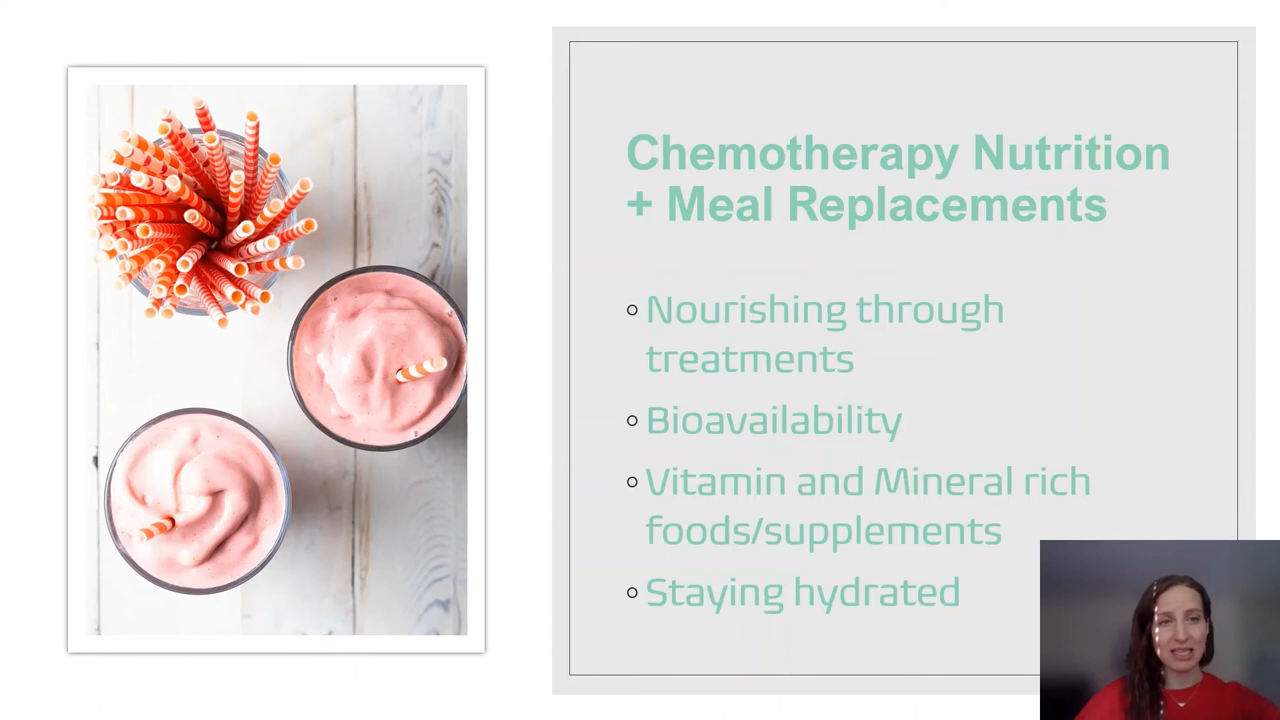 Chemotherapy Nutrition
+ Meal Replacements
Nourishing through
treatments
Bioavailability
Vitamin and Mineral rich
foods/supplements
Staying hydrated